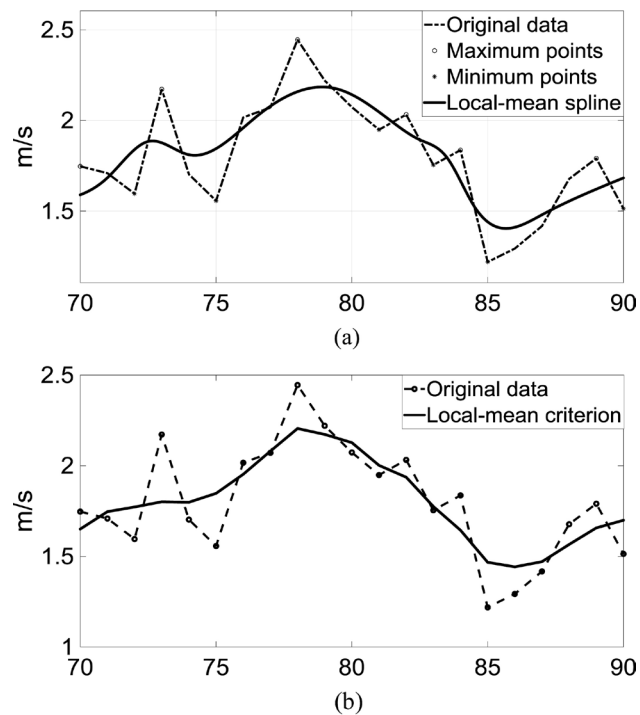 2.5
2
1.5
m/s
Original data
Maximum points
Minimum points
Local-mean spline
70 75 80 85 90
(a)
2.5
2
1.5
1
m/s
Original data
Local-mean criterion
70 75 80 85 90
(b)